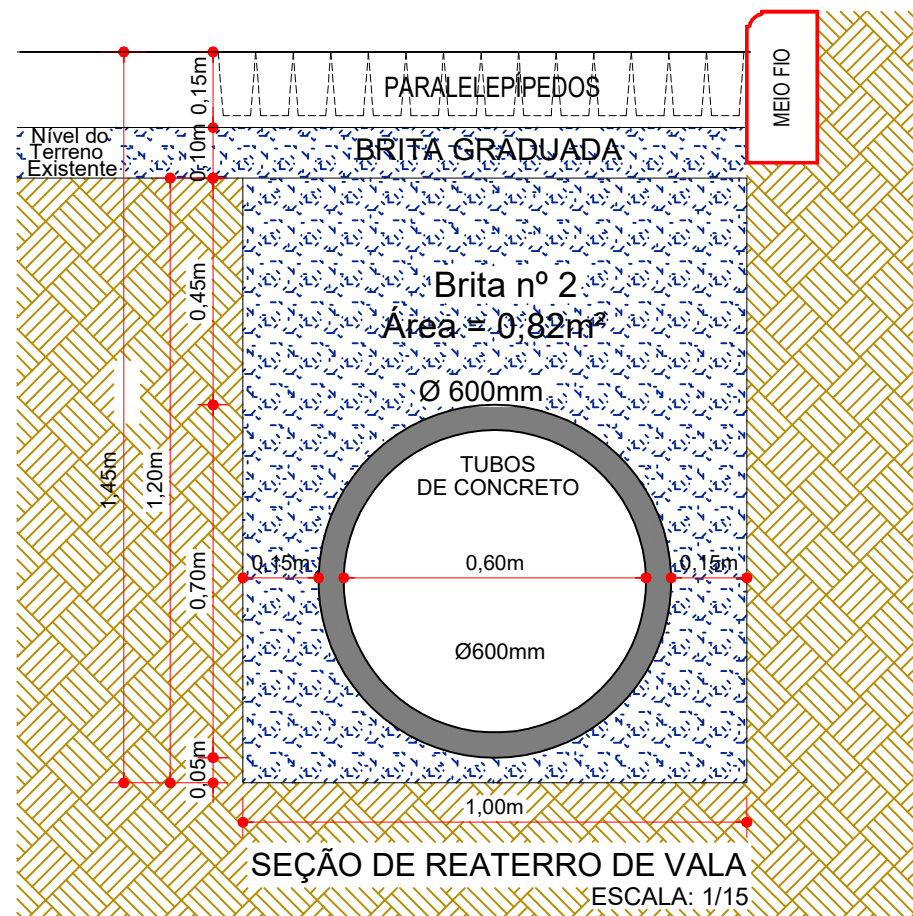 0,15m
PARALELEPÍPEDOS
MEIO FIO
Nível do
Terreno
Existente
0,10m
BRITA GRADUADA
0,45m
Brita nº 2
Área = 0,82m²
Ø 600mm
TUBOS
DE CONCRETO
1,45m
1,20m
0,70m
0,15m
0,60m
0,15m
Ø600mm
0,05m
1,00m
SEÇÃO DE REATERRO DE VALA
ESCALA: 1/15